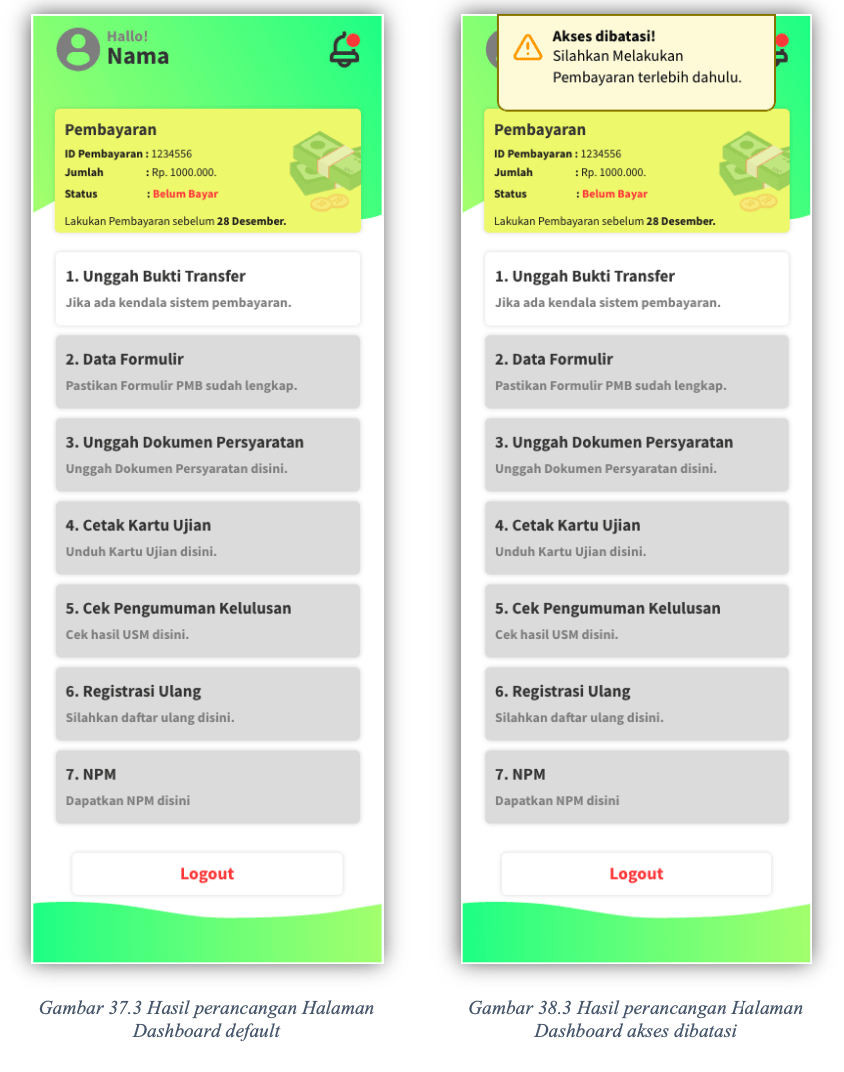 Hallo!
Nama
Pembayaran
ID Pembayaran : 1234556
Jumlah : Rp. 1000.000.
Status : Belum Bayar
Lakukan Pembayaran sebelum 28 Desember.
1. Unggah Bukti Transfer
Jika ada kendala sistem pembayaran.
2. Data Formulir
Pastikan Formulir PMB sudah lengkap.
3. Unggah Dokumen Persyaratan
Unggah Dokumen Persyaratan disini.
4. Cetak Kartu Ujian
Unduh Kartu Ujian disini.
5. Cek Pengumuman Kelulusan
Cek hasil USM disini.
6. Registrasi Ulang
Silahkan daftar ulang disini.
7. NPM
Dapatkan NPM disini
Logout
Gambar 37.3 Hasil perancangan Halaman
Dashboard default
Akses dibatasi!
Silahkan Melakukan
Pembayaran terlebih dahulu.
Pembayaran
ID Pembayaran : 1234556
Jumlah : Rp. 1000.000.
Status : Belum Bayar
Lakukan Pembayaran sebelum 28 Desember.
1. Unggah Bukti Transfer
Jika ada kendala sistem pembayaran.
2. Data Formulir
Pastikan Formulir PMB sudah lengkap.
3. Unggah Dokumen Persyaratan
Unggah Dokumen Persyaratan disini.
4. Cetak Kartu Ujian
Unduh Kartu Ujian disini.
5. Cek Pengumuman Kelulusan
Cek hasil USM disini.
6. Registrasi Ulang
Silahkan daftar ulang disini.
7. NPM
Dapatkan NPM disini
Logout
Gambar 38.3 Hasil perancangan Halaman
Dashboard akses dibatasi